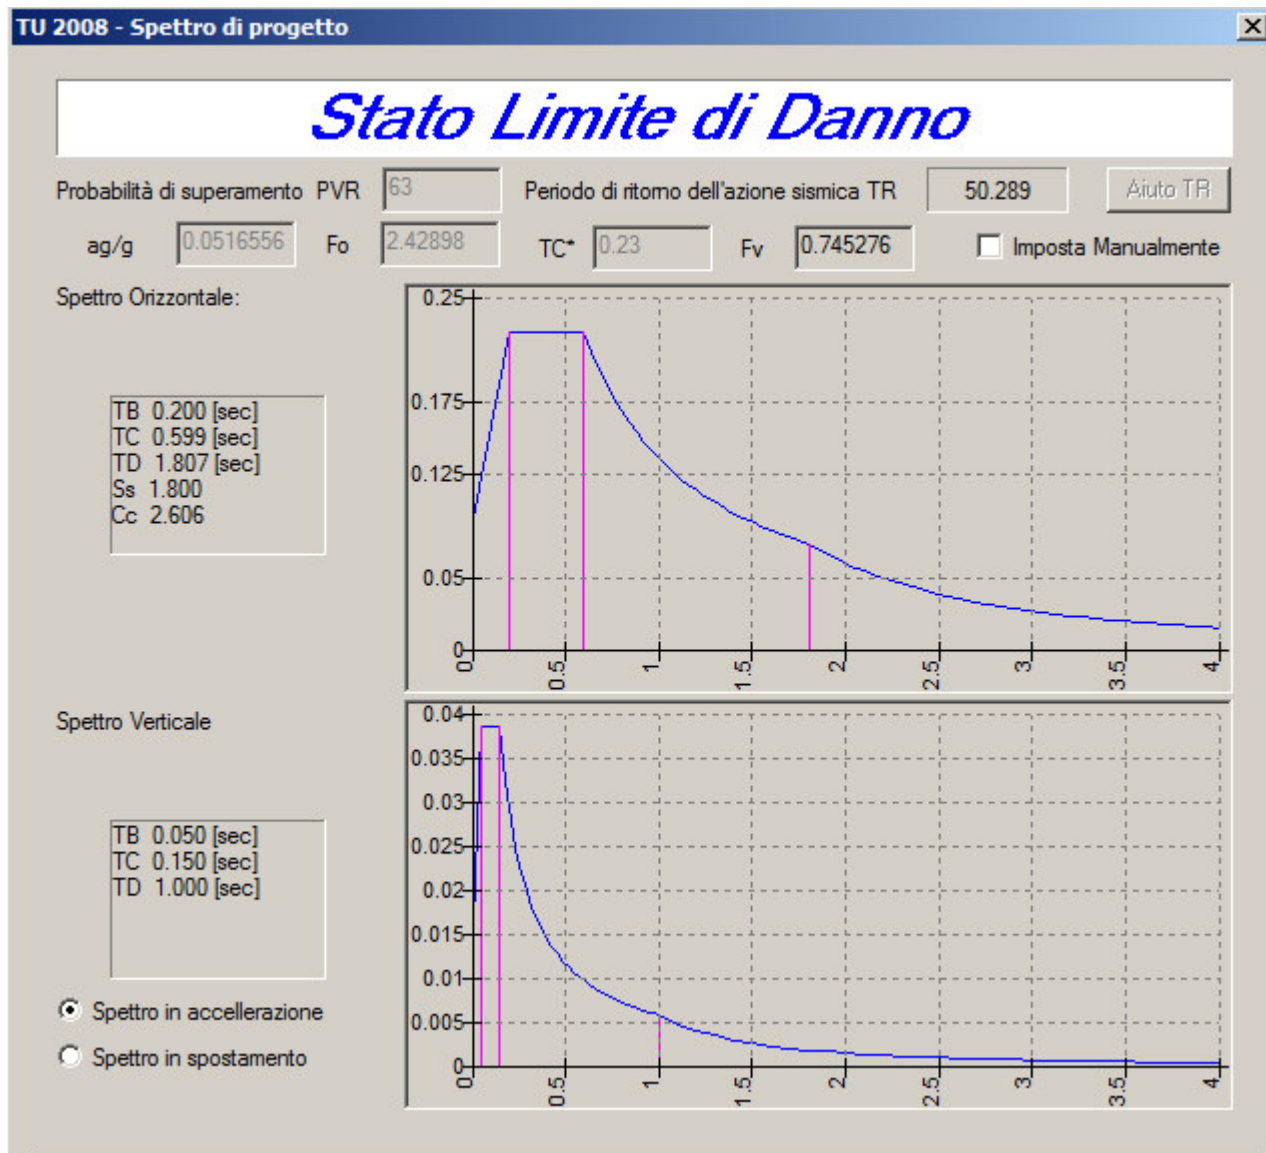 TU 2008 - Spettro di progetto
Stato Limite di Danno
Probabilità di superamento PVR 63 Periodo di ritorno dell'azione sismica TR 50.289 Aiuto TR
ag/g 0.0516556 Fo 2.42898 TC* 0.23 Fv 0.745276 Imposta Manualmente
Spettro Orizzontale:
TB 0.200 [sec]
TC 0.599 [sec]
TD 1.807 [sec]
Ss 1.800
Cc 2.606
0.25
0.175
0.125
0.05
0
0 0.5 1 1.5 2 2.5 3 3.5 4
Spettro Verticale
TB 0.050 [sec]
TC 0.150 [sec]
TD 1.000 [sec]
Spettro in accellerazione
Spettro in spostamento
0.04
0.035
0.03
0.025
0.02
0.015
0.01
0.005
0
0 0.5 1 1.5 2 2.5 3 3.5 4